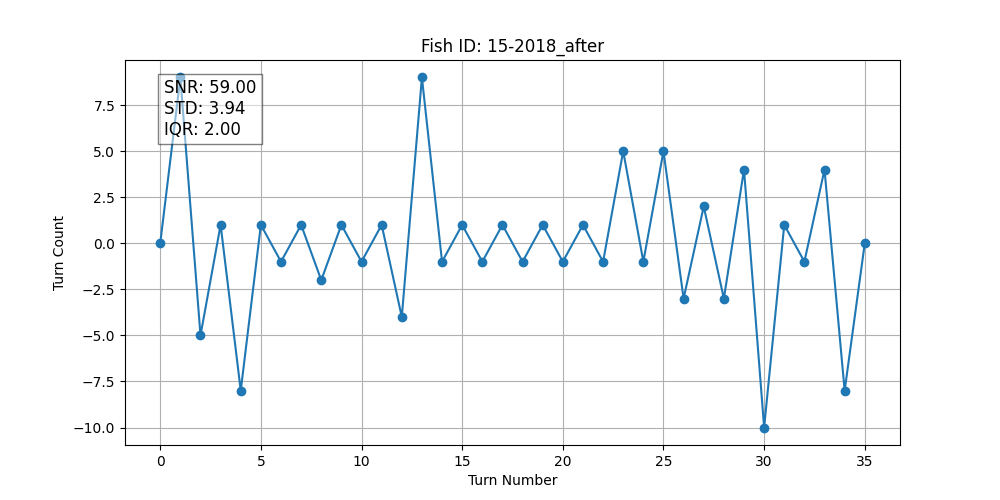 Fish ID: 15-2018_after
SNR: 59.00
STD: 3.94
IQR: 2.00
7.5
5.0
2.5
0.0
−2.5
−5.0
−7.5
−10.0
Turn Count
0 5 10 15 20 25 30 35
Turn Number